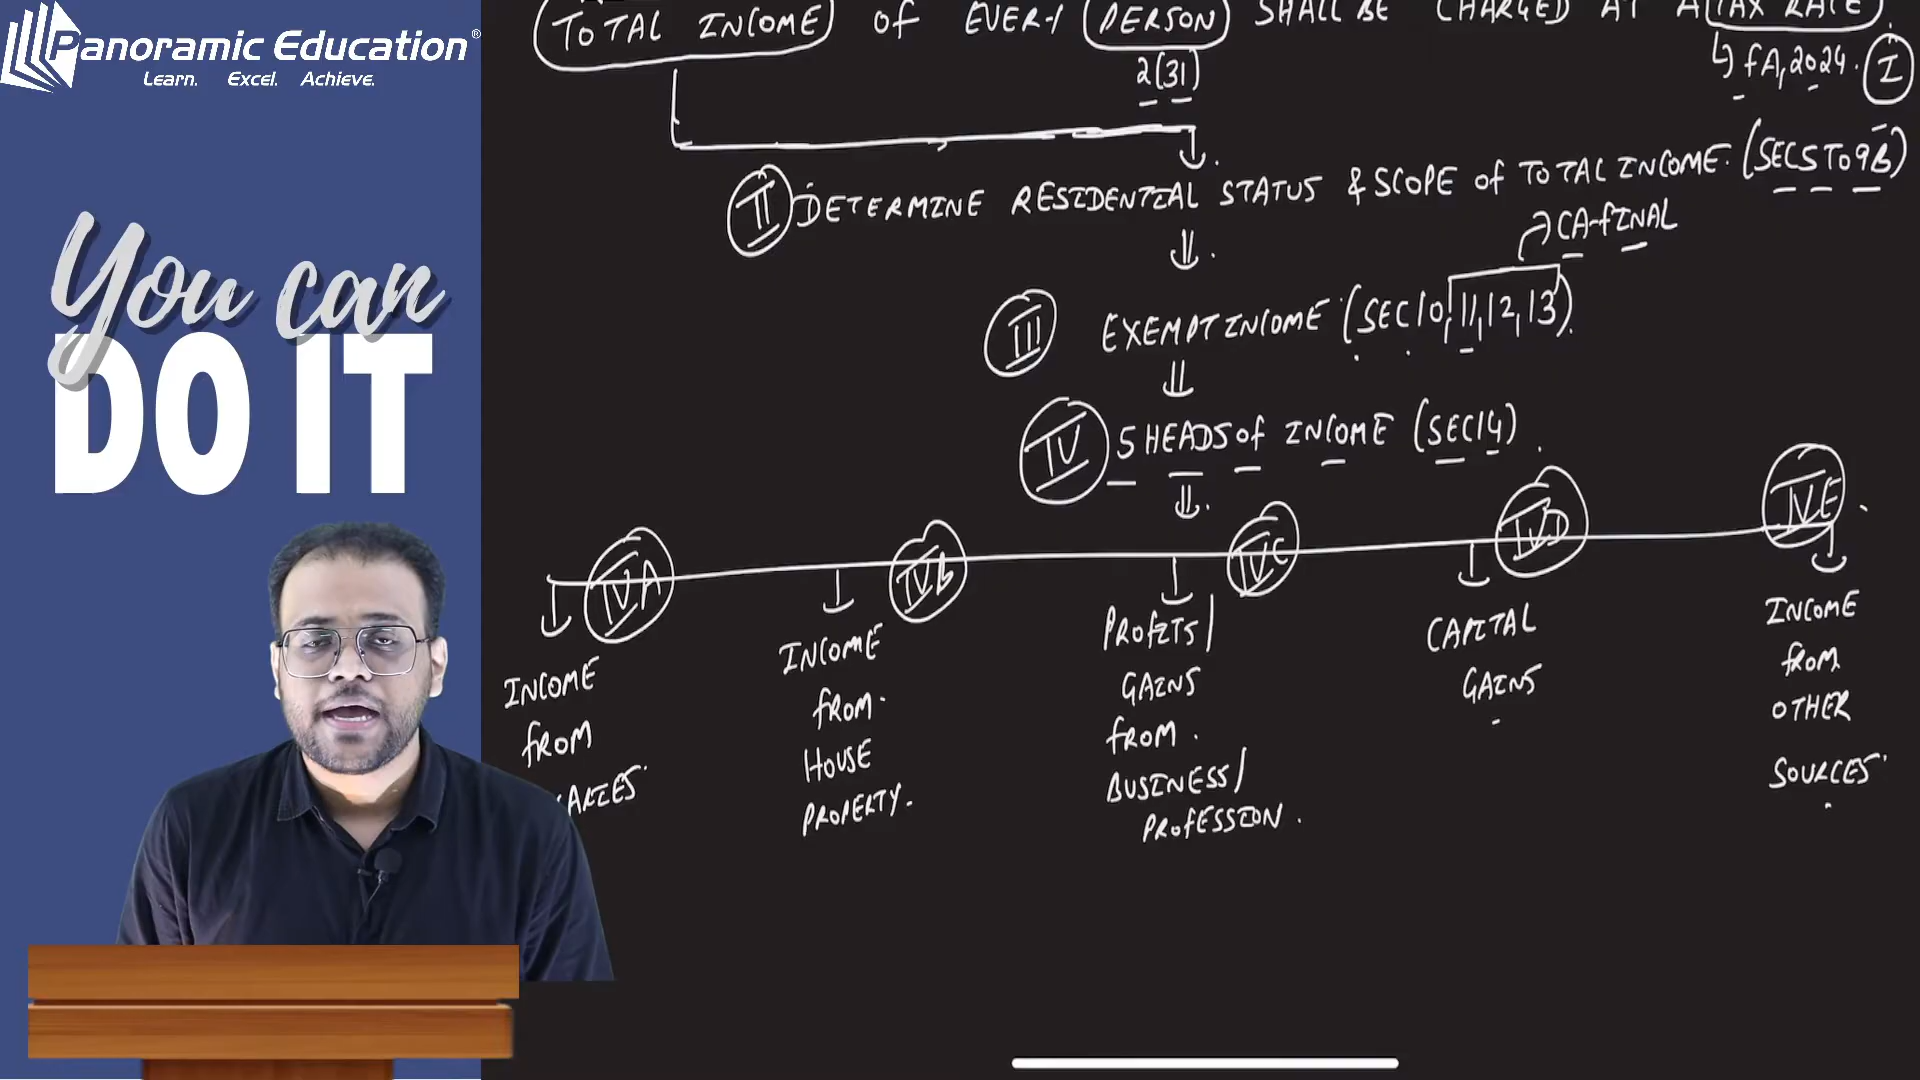 Panoramic Education®
Learn. Excel. Achieve.
You can
DO IT
TOTAL INCOME OF EVERY PERSON SHALL BE CHARGED AT A TAX RATE
2(31)
FA, 2024. I
II DETERMINE RESIDENTIAL STATUS & SCOPE OF TOTAL INCOME. (SEC 5 TO 9B)
CA-FINAL
III EXEMPT INCOME (SEC 10, 11, 12, 13)
IV 5 HEADS OF INCOME (SEC 14)
IVA IVB IVC IVD IVE
INCOME
FROM
ARIES
INCOME
FROM
HOUSE
PROPERTY.
PROFITS/
GAINS
FROM
BUSINESS/
PROFESSION.
CAPITAL
GAINS
INCOME
FROM
OTHER
SOURCES